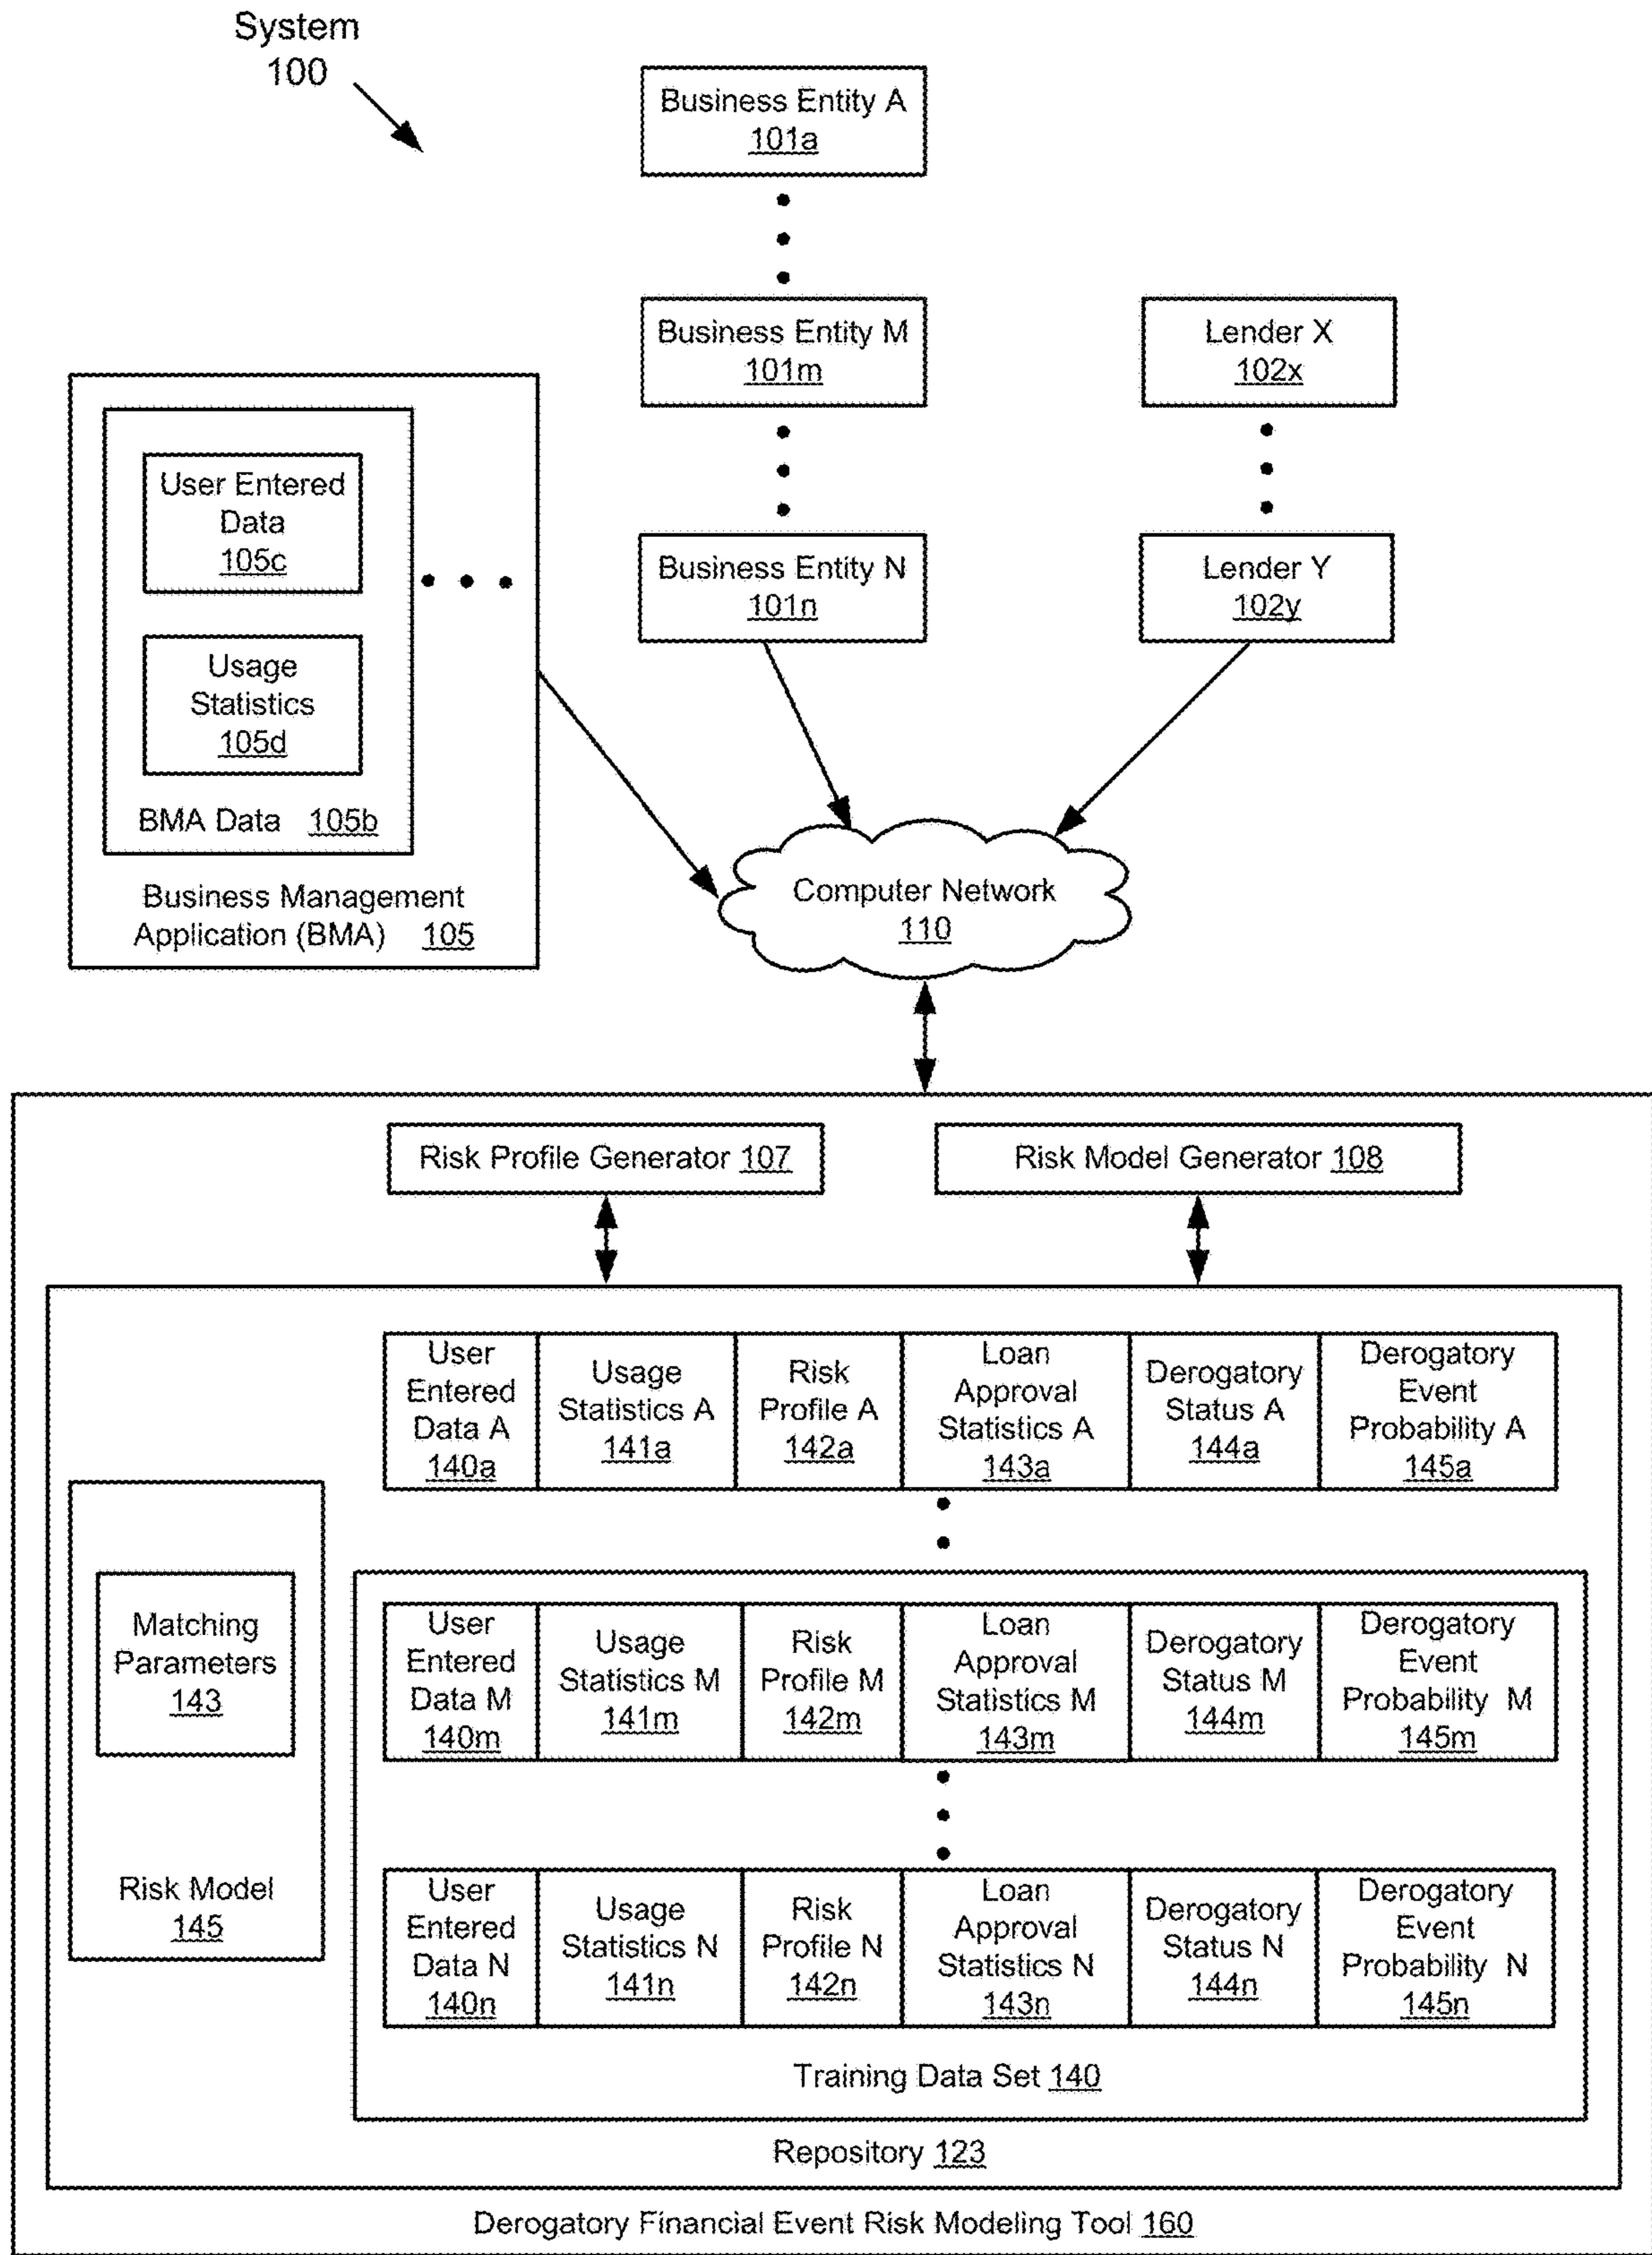 System
100
Business Entity A
101a
Business Entity M
101m
Lender X
102x
User Entered
Data
105c
Business Entity N
101n
Lender Y
102y
Usage
Statistics
105d
BMA Data 105b
Business Management
Application (BMA) 105
Computer Network
110
Risk Profile Generator 107
Risk Model Generator 108
User
Entered
Data A
140a
Usage
Statistics A
141a
Risk
Profile A
142a
Loan
Approval
Statistics A
143a
Derogatory
Status A
144a
Derogatory
Event
Probability A
145a
Matching
Parameters
143
Risk Model
145
User
Entered
Data M
140m
Usage
Statistics M
141m
Risk
Profile M
142m
Loan
Approval
Statistics M
143m
Derogatory
Status M
144m
Derogatory
Event
Probability M
145m
User
Entered
Data N
140n
Usage
Statistics N
141n
Risk
Profile N
142n
Loan
Approval
Statistics N
143n
Derogatory
Status N
144n
Derogatory
Event
Probability N
145n
Training Data Set 140
Repository 123
Derogatory Financial Event Risk Modeling Tool 160